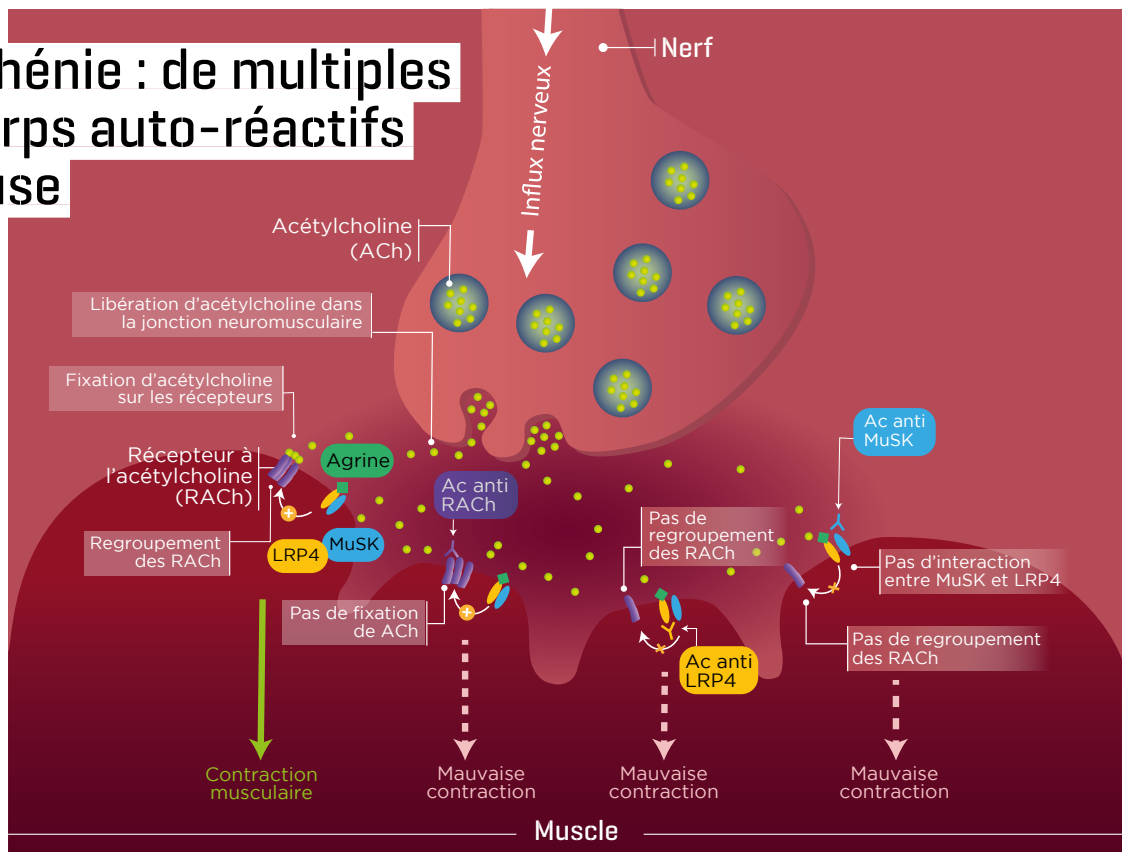 hénie : de multiples
rps auto-réactifs
use
Nerf
Influx nerveux
Acétylcholine
(ACh)
Libération d'acétylcholine dans
la jonction neuromusculaire
Fixation d'acétylcholine
sur les récepteurs
Récepteur à
l'acétylcholine
(RACh)
Agrine
Regroupement
des RACh
LRP4
MuSK
Ac anti
RACh
Pas de fixation
de ACh
Pas de
regroupement
des RACh
Ac anti
LRP4
Ac anti
MuSK
Pas d'interaction
entre MuSK et LRP4
Pas de regroupement
des RACh
Contraction
musculaire
Mauvaise
contraction
Mauvaise
contraction
Mauvaise
contraction
Muscle